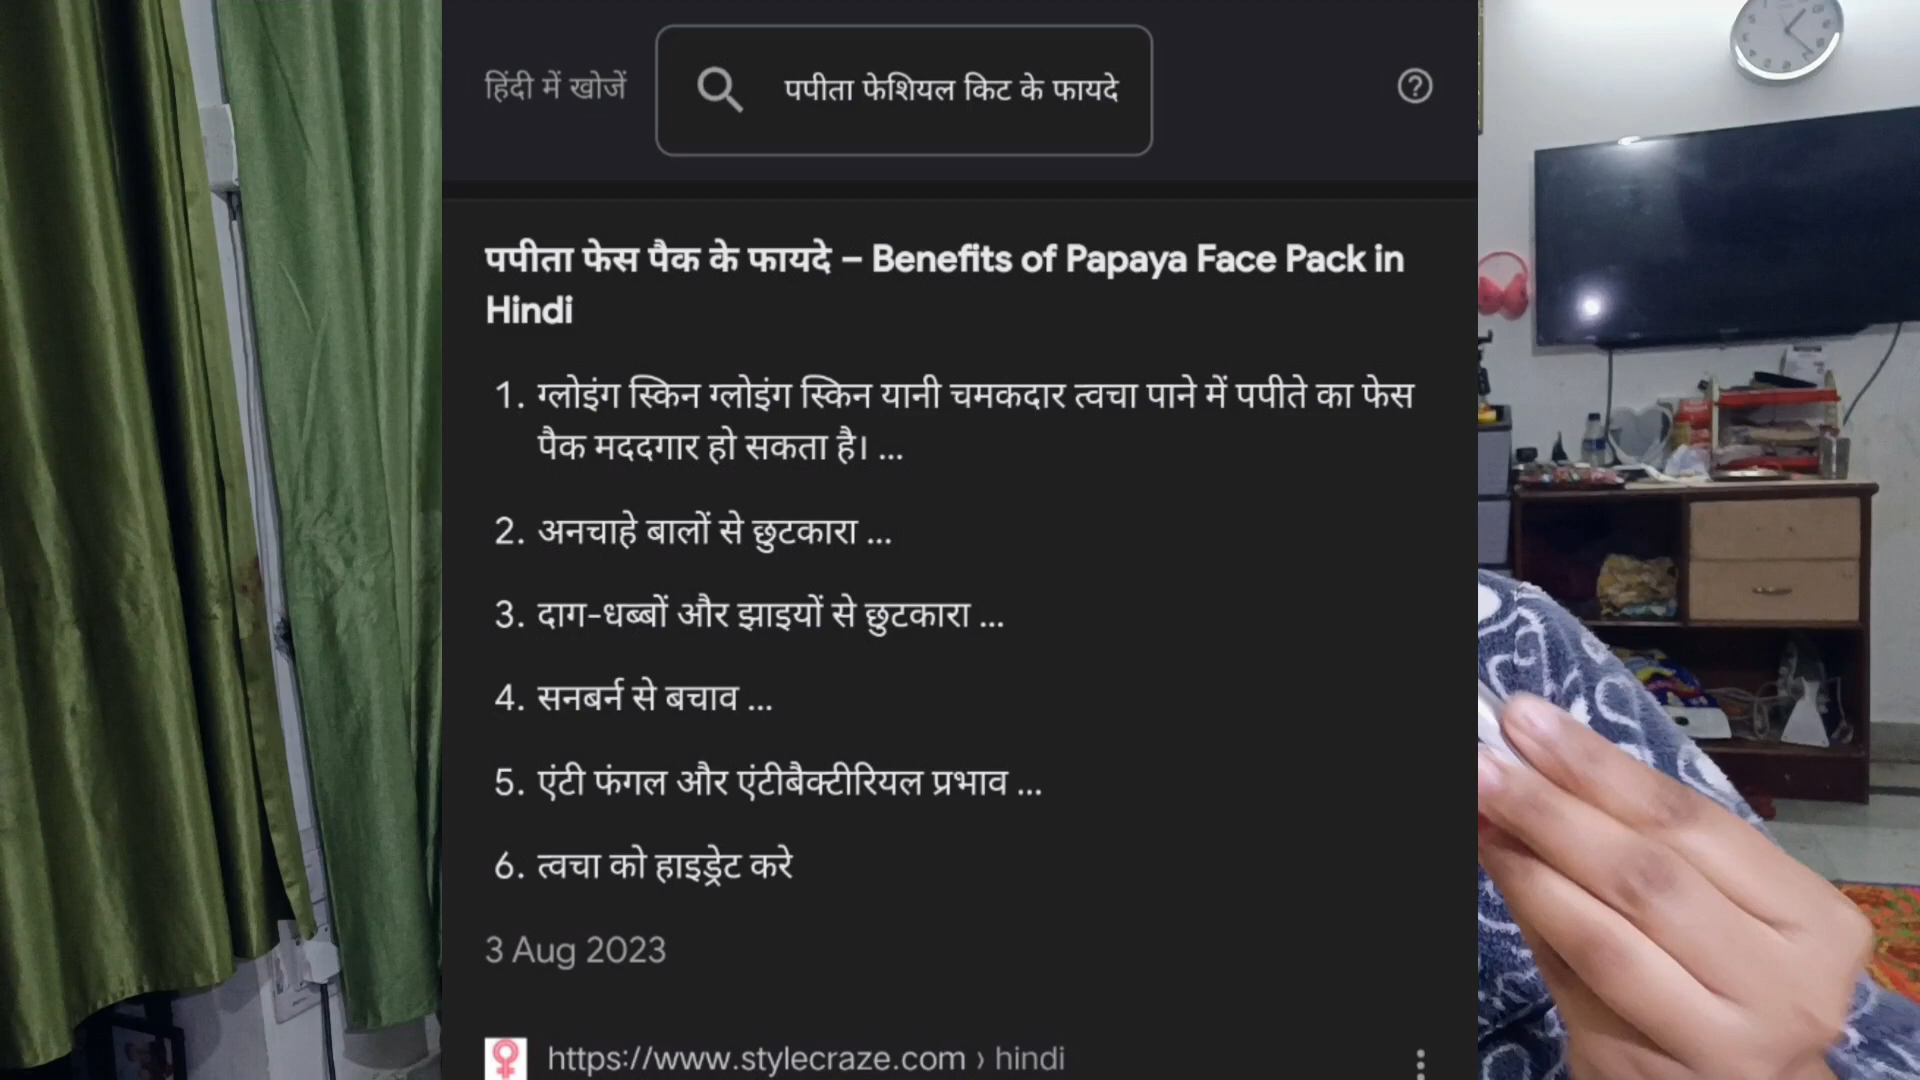 हिंदी में खोजें
पपीता फेशियल किट के फायदे
पपीता फेस पैक के फायदे – Benefits of Papaya Face Pack in
Hindi
1. ग्लोइंग स्किन ग्लोइंग स्किन यानी चमकदार त्वचा पाने में पपीते का फेस
पैक मददगार हो सकता है। ...
2. अनचाहे बालों से छुटकारा ...
3. दाग-धब्बों और झाइयों से छुटकारा ...
4. सनबर्न से बचाव ...
5. एंटी फंगल और एंटीबैक्टीरियल प्रभाव ...
6. त्वचा को हाइड्रेट करे
3 Aug 2023
https://www.stylecraze.com › hindi